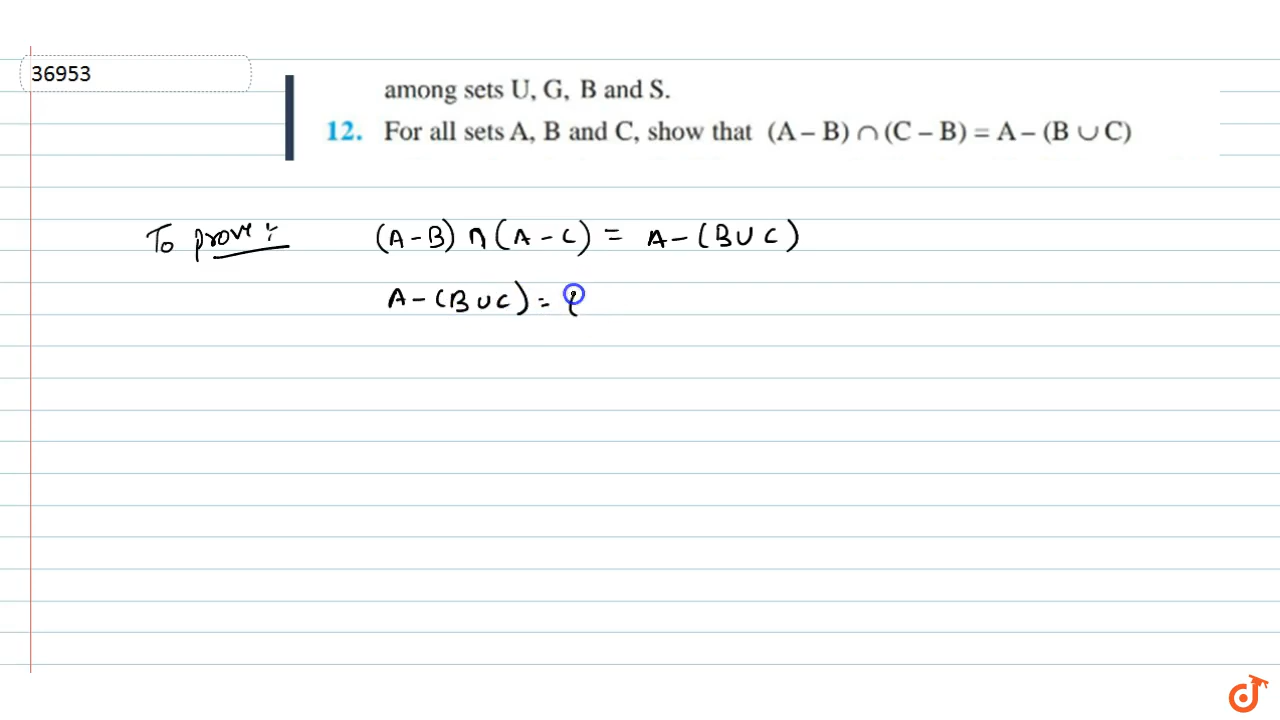 36953
among sets U, G, B and S.
12. For all sets A, B and C, show that (A – B) ∩ (C – B) = A – (B ∪ C)
To prove :
(A - B) ∩ (A - C) = A - (B ∪ C)
A - (B ∪ C) = {